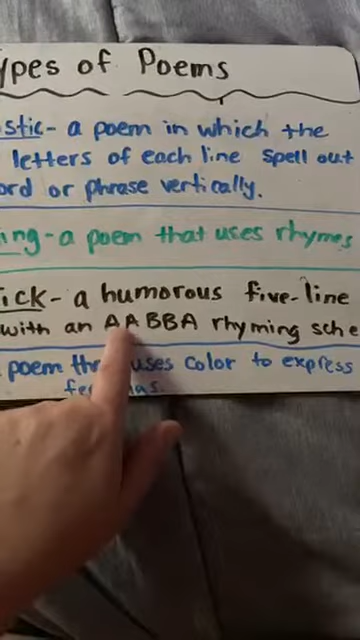 ypes of Poems
stic - a poem in which the
letters of each line spell out
ord or phrase vertically.
ing - a poem that uses rhymes
ick - a humorous five-line
with an AABBA rhyming sche
poem tha uses color to express